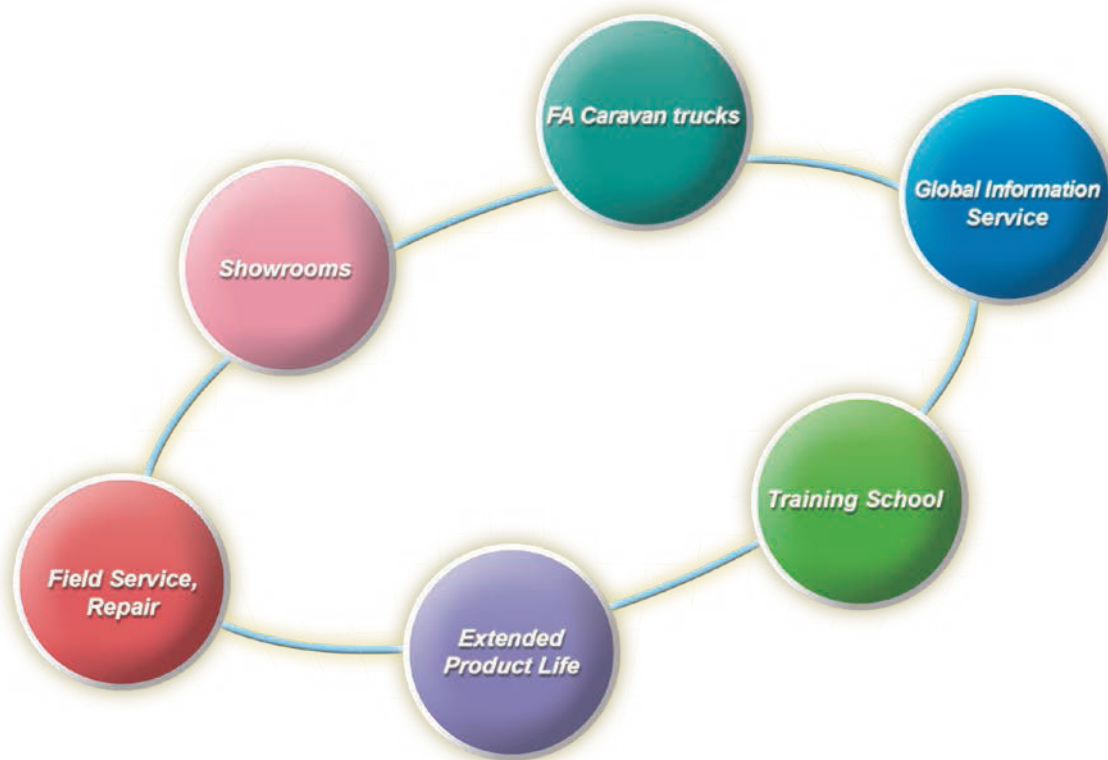 FA Caravan trucks
Global Information
Service
Showrooms
Training School
Field Service,
Repair
Extended
Product Life